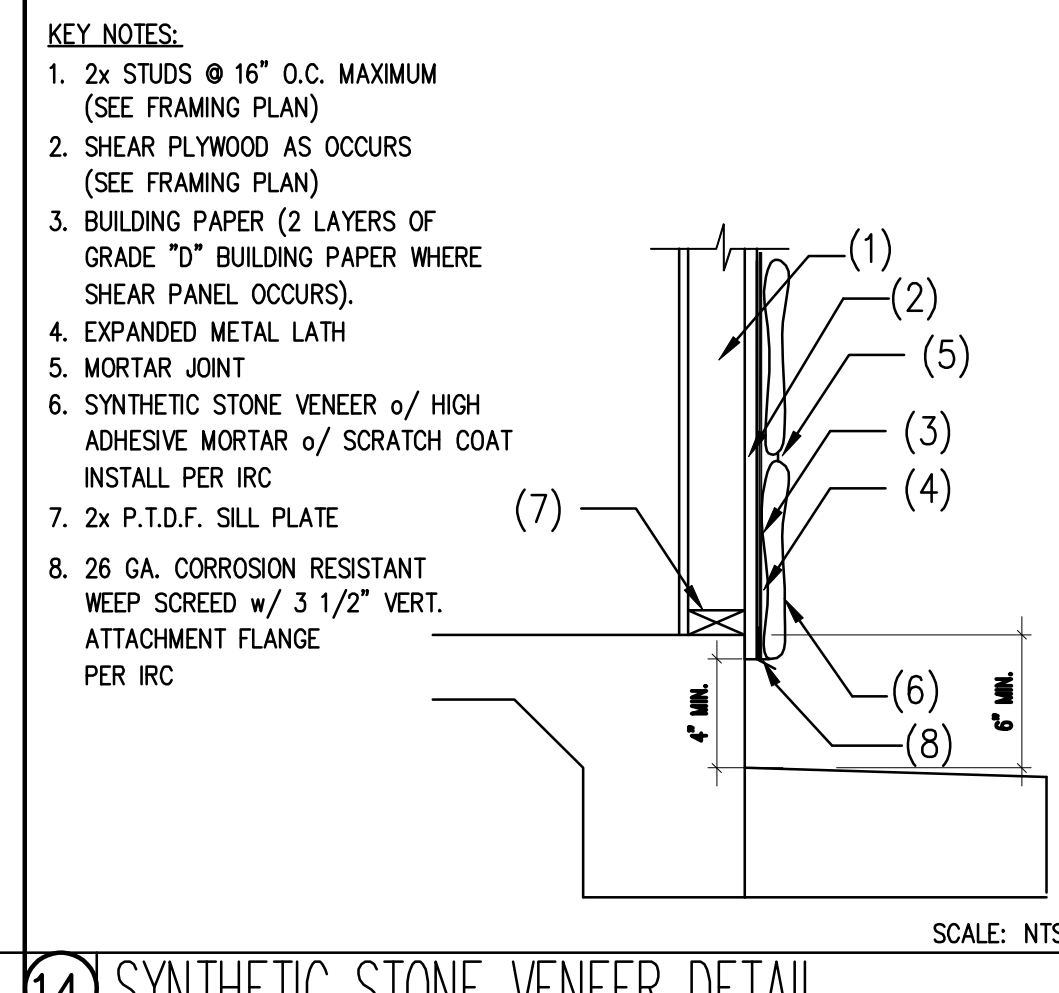 KEY NOTES:
1. 2x STUDS @ 16" O.C. MAXIMUM
(SEE FRAMING PLAN)
2. SHEAR PLYWOOD AS OCCURS
(SEE FRAMING PLAN)
3. BUILDING PAPER (2 LAYERS OF
GRADE "D" BUILDING PAPER WHERE
SHEAR PANEL OCCURS).
4. EXPANDED METAL LATH
5. MORTAR JOINT
6. SYNTHETIC STONE VENEER o/ HIGH
ADHESIVE MORTAR o/ SCRATCH COAT
INSTALL PER IRC
7. 2x P.T.D.F. SILL PLATE
8. 26 GA. CORROSION RESISTANT
WEEP SCREED w/ 3 1/2" VERT.
ATTACHMENT FLANGE
PER IRC
(1)
(2)
(5)
(3)
(4)
(7)
(6)
(8)
4" MIN.
6" MIN.
SCALE: NTS
14 SYNTHETIC STONE VENEER DETAIL